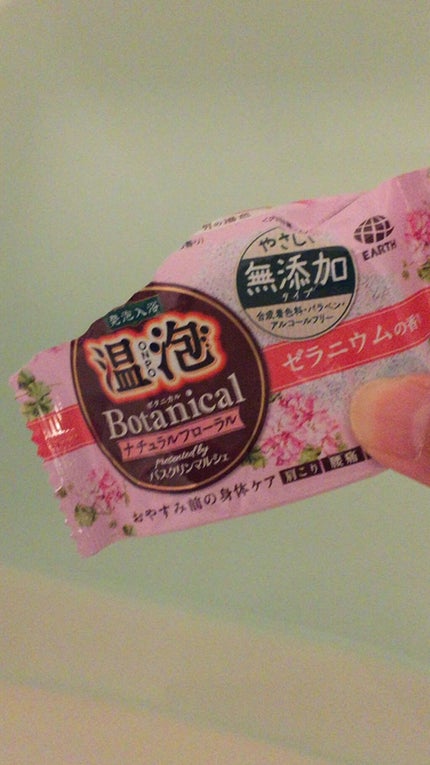 やさしい
無添加
タイプ
合成着色料・パラベン・
アルコールフリー
EARTH
発泡入浴
温泡
ONPO
ボタニカル
Botanical
ナチュラルフローラル
presented by
バスクリンマルシェ
ゼラニウムの香
おやすみ前の身体ケア 肩こり 腰痛